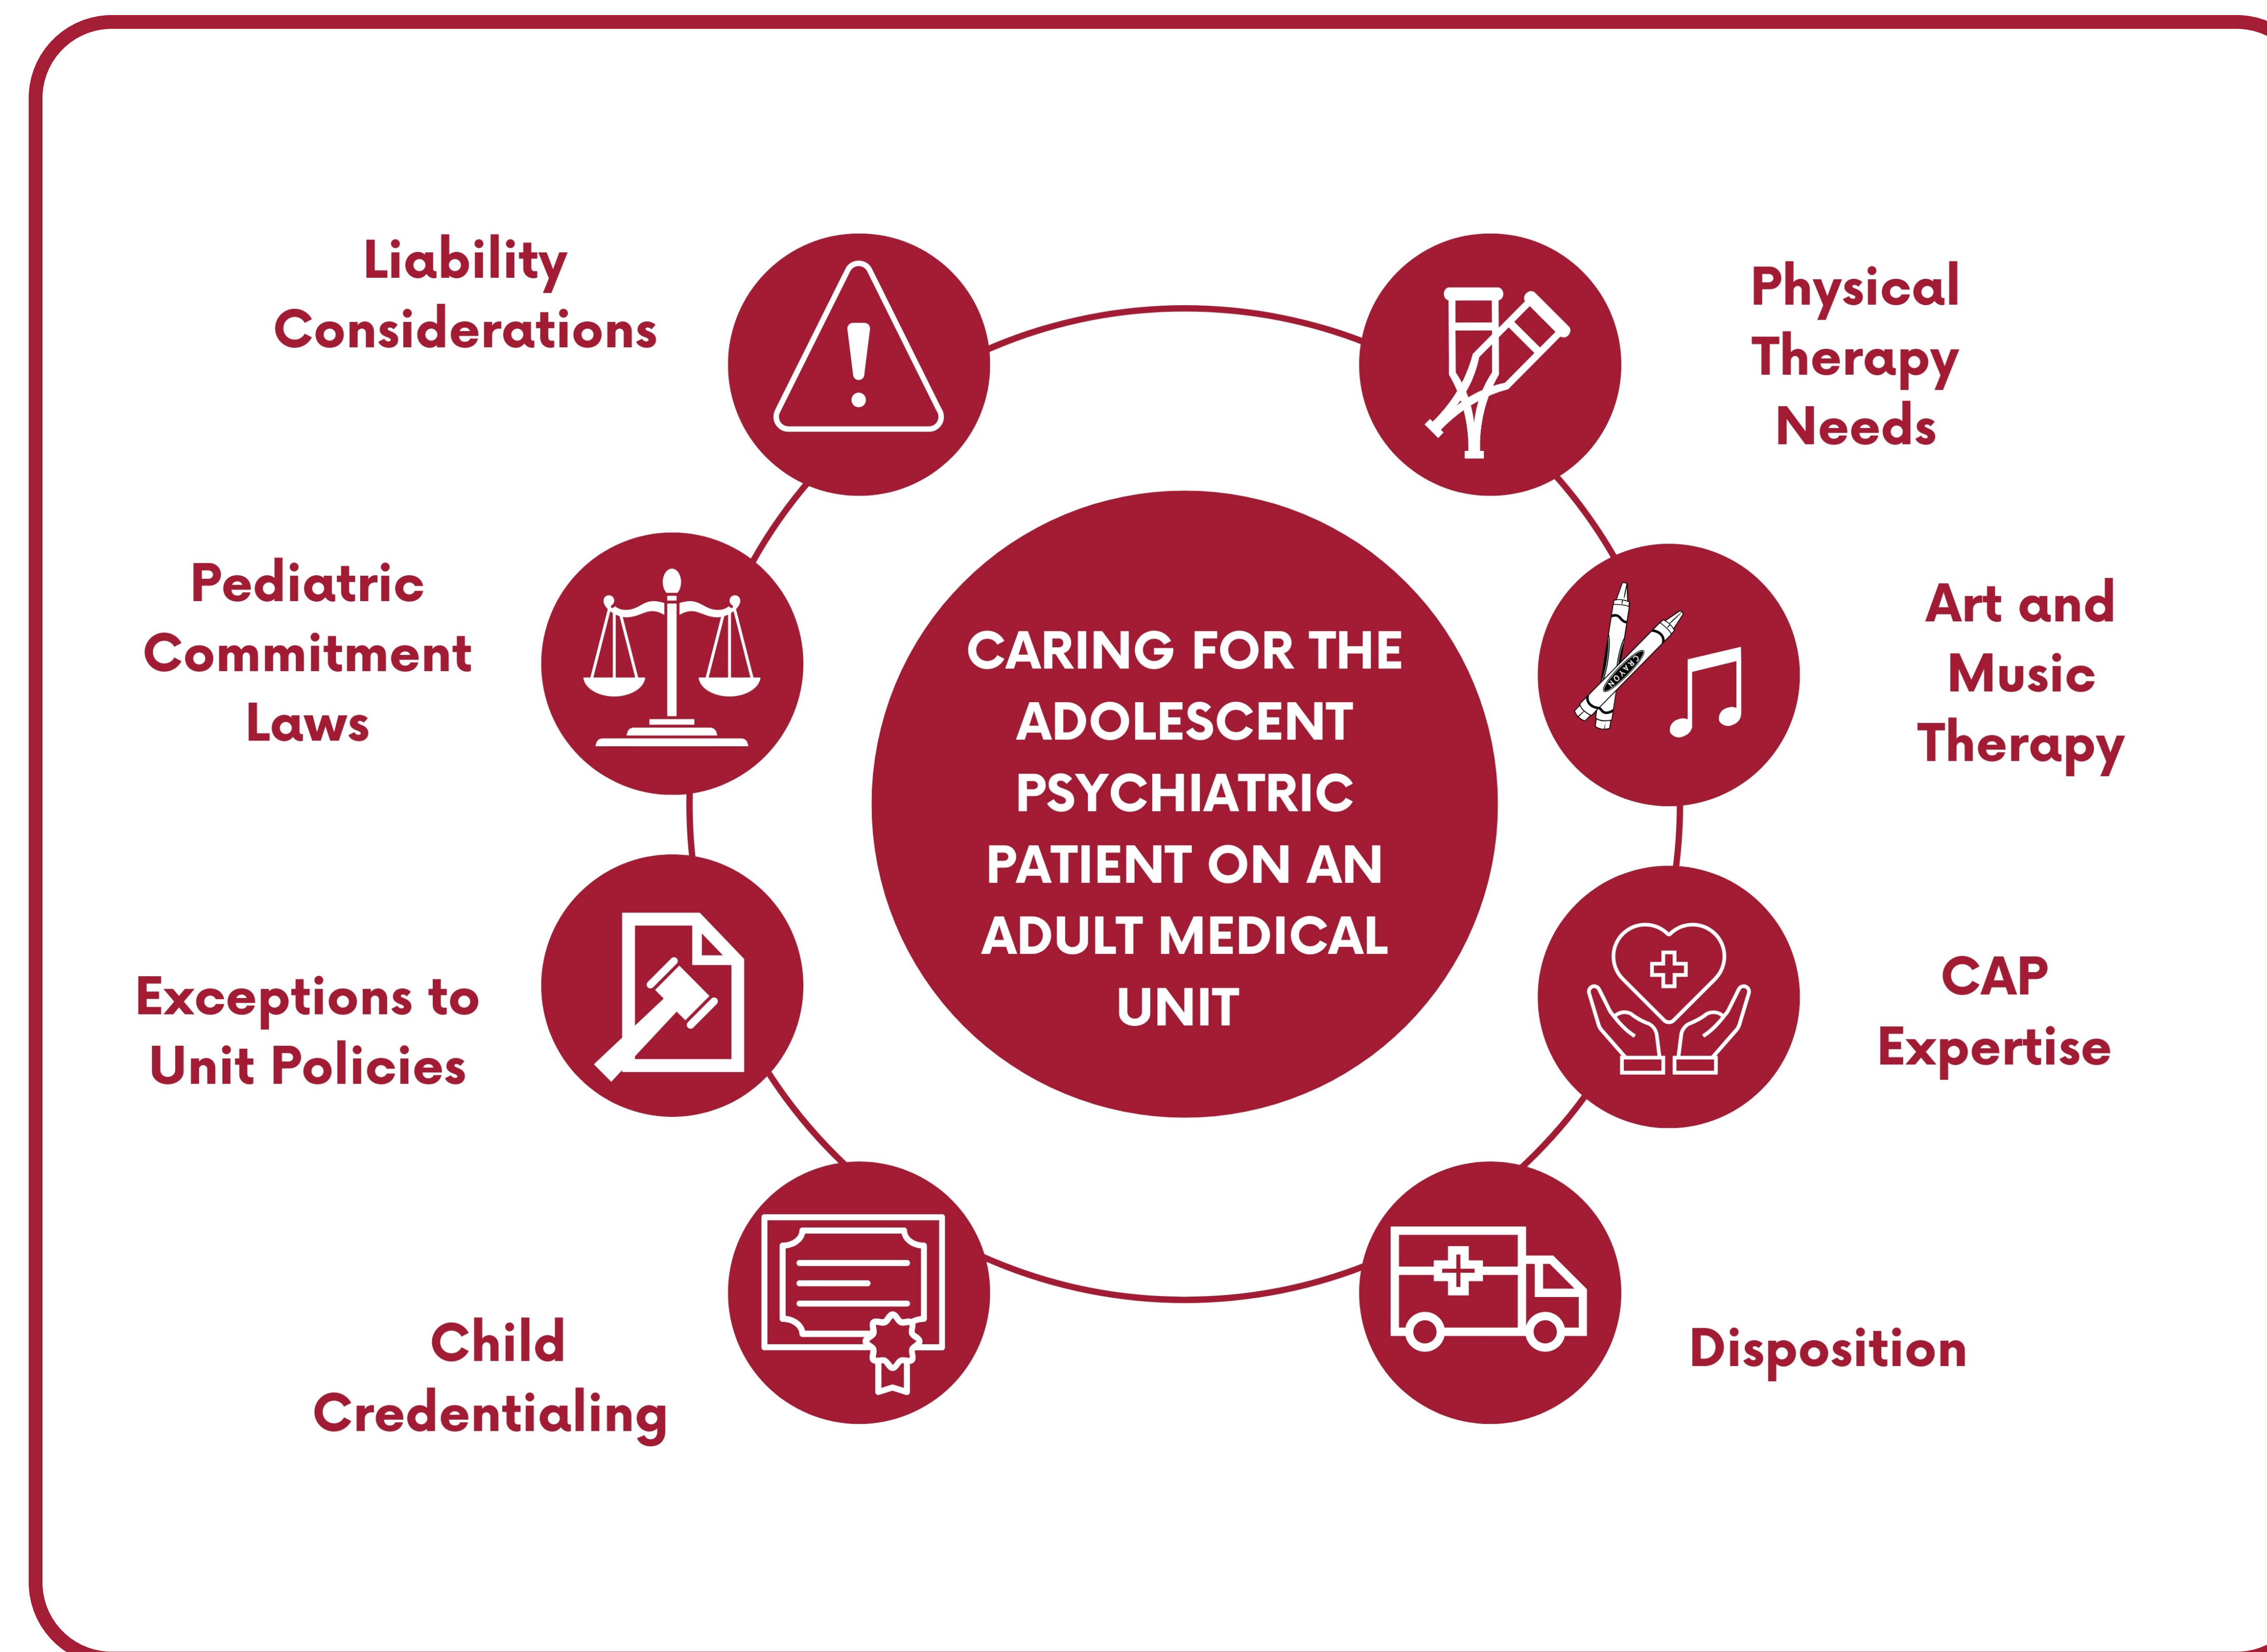 Liability
Considerations
Physical
Therapy
Needs
Pediatric
Commitment
Laws
CARING FOR THE
ADOLESCENT
PSYCHIATRIC
PATIENT ON AN
ADULT MEDICAL
UNIT
CRAYON
Art and
Music
Therapy
Exceptions to
Unit Policies
CAP
Expertise
Child
Credentialing
Disposition